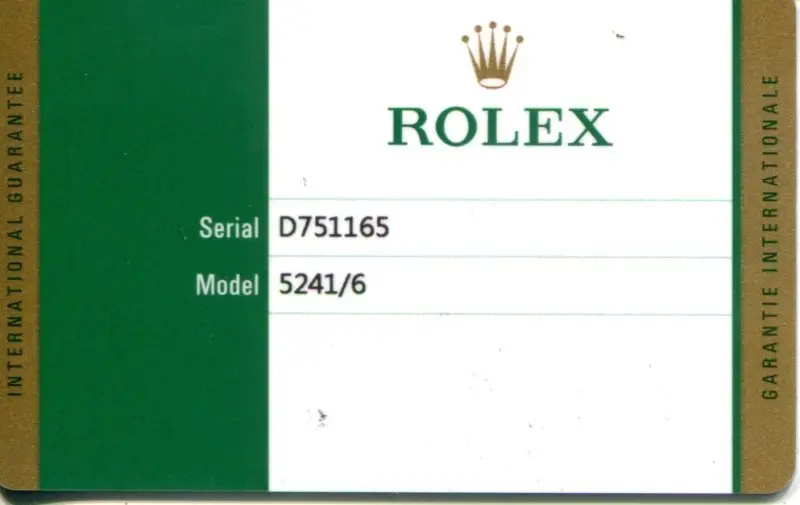 INTERNATIONAL GUARANTEE
ROLEX
Serial D751165
Model 5241/6
GARANTIE INTERNATIONALE